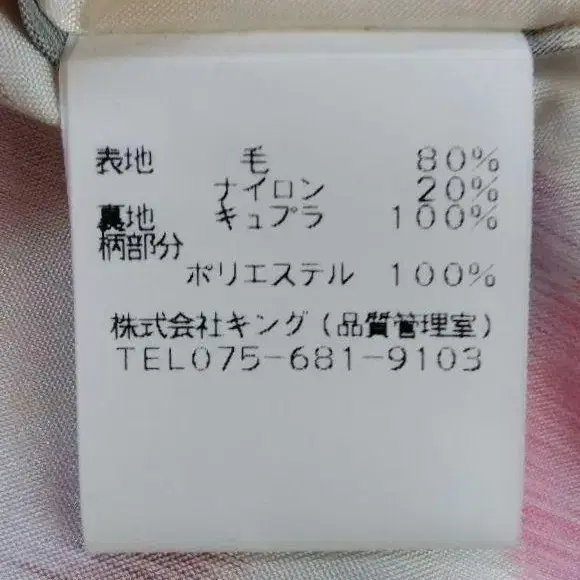 表地 毛 80%
ナイロン 20%
裏地 キュプラ 100%
柄部分
ポリエステル 100%
株式会社キング(品質管理室)
TEL075-681-9103